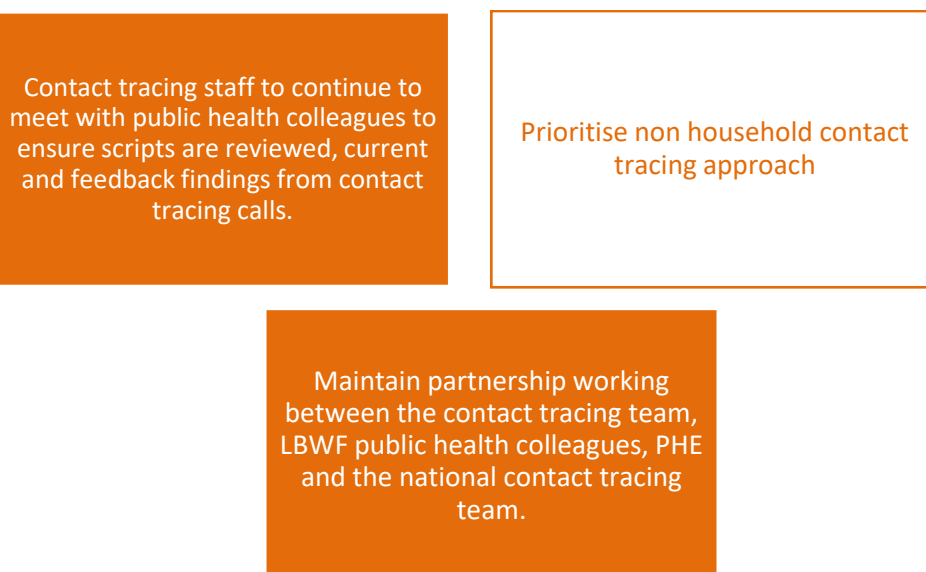 Contact tracing staff to continue to
meet with public health colleagues to
ensure scripts are reviewed, current
and feedback findings from contact
tracing calls.
Prioritise non household contact
tracing approach
Maintain partnership working
between the contact tracing team,
LBWF public health colleagues, PHE
and the national contact tracing
team.